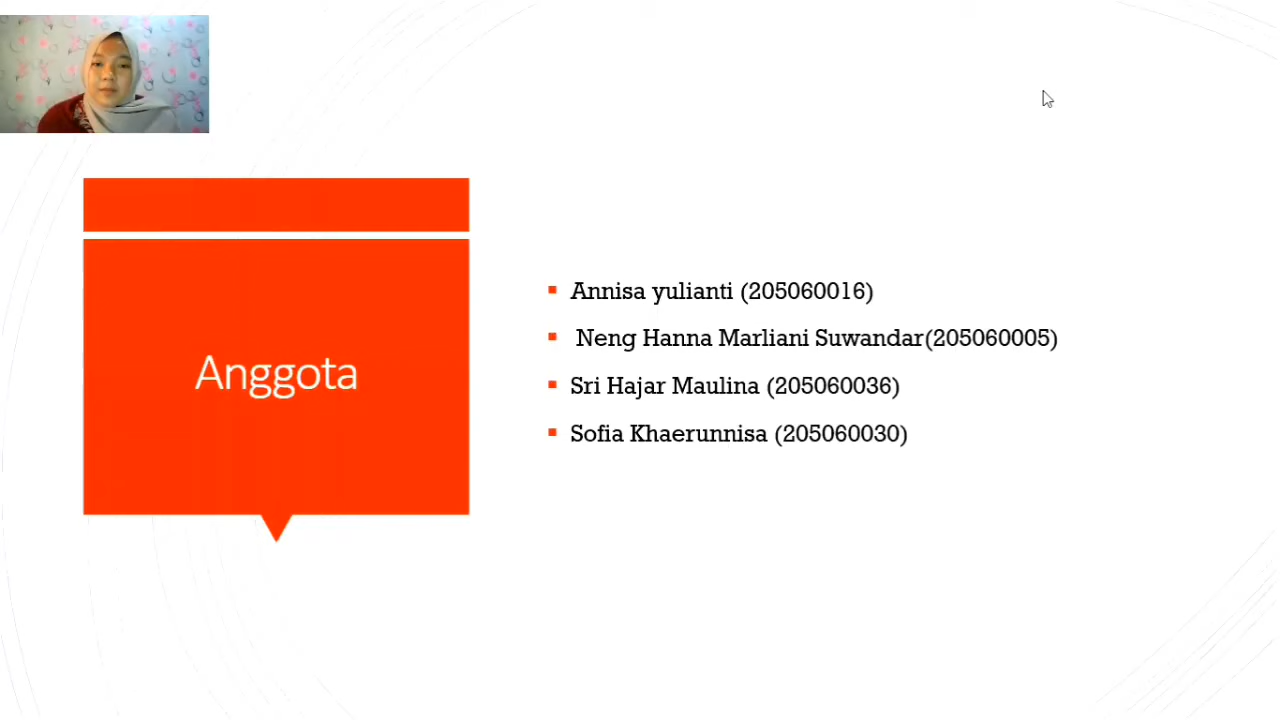 Anggota
Annisa yulianti (205060016)
Neng Hanna Marliani Suwandar(205060005)
Sri Hajar Maulina (205060036)
Sofia Khaerunnisa (205060030)